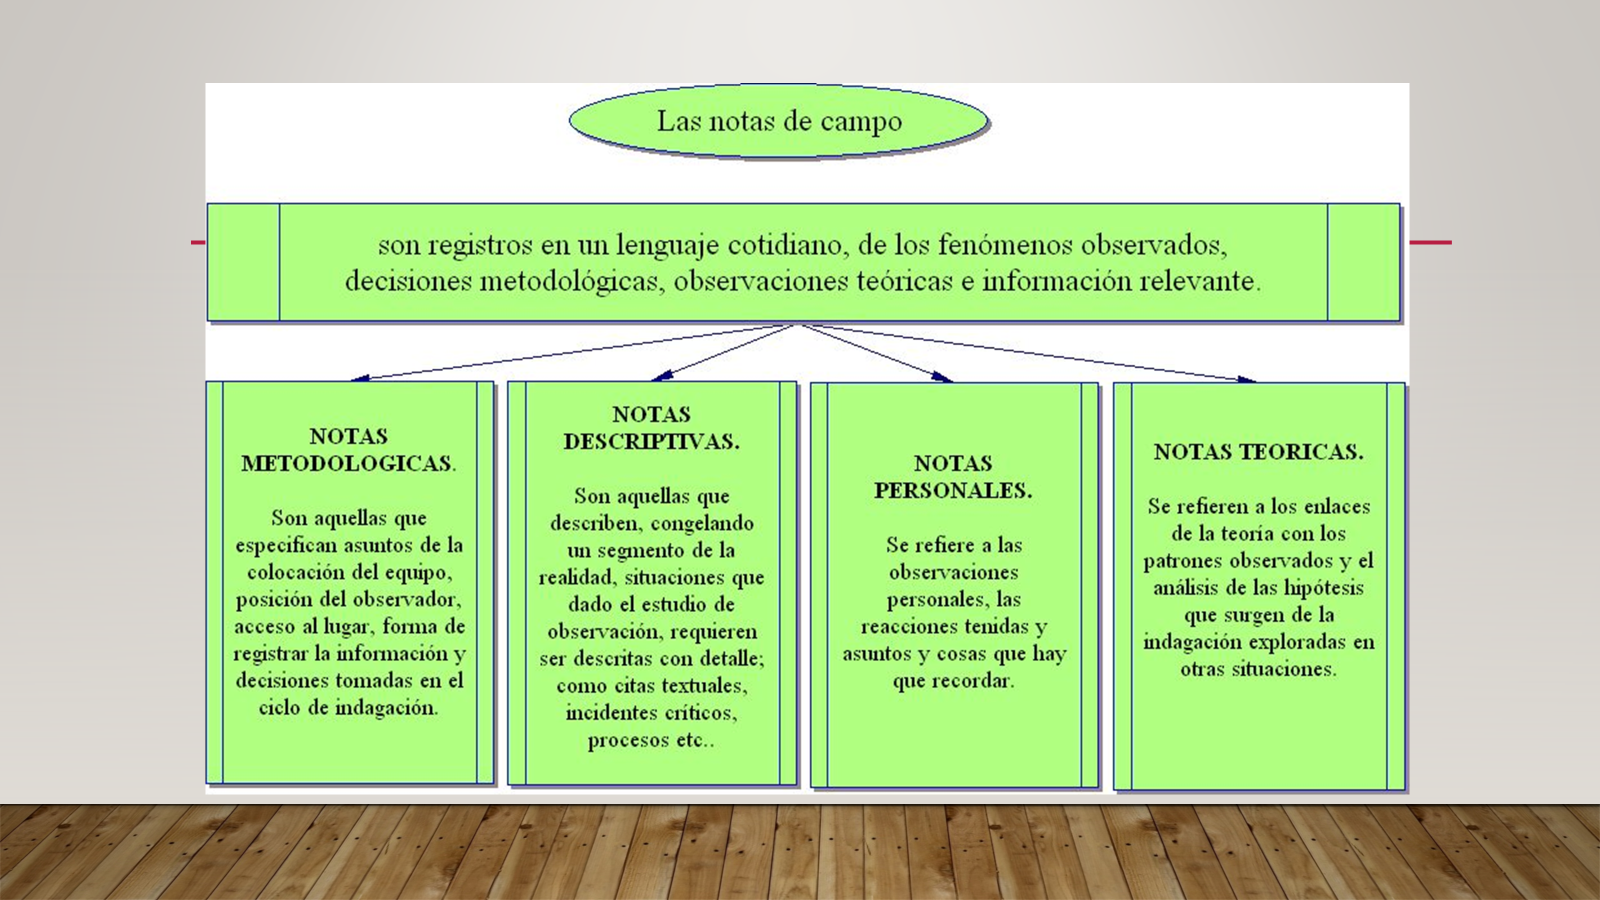 Las notas de campo
son registros en un lenguaje cotidiano, de los fenómenos observados,
decisiones metodológicas, observaciones teóricas e información relevante.
NOTAS
METODOLOGICAS.
Son aquellas que
especifican asuntos de la
colocación del equipo,
posición del observador,
acceso al lugar, forma de
registrar la información y
decisiones tomadas en el
ciclo de indagación.
NOTAS
DESCRIPTIVAS.
Son aquellas que
describen, congelando
un segmento de la
realidad, situaciones que
dado el estudio de
observación, requieren
ser descritas con detalle;
como citas textuales,
incidentes críticos,
procesos etc..
NOTAS
PERSONALES.
Se refiere a las
observaciones
personales, las
reacciones tenidas y
asuntos y cosas que hay
que recordar.
NOTAS TEORICAS.
Se refieren a los enlaces
de la teoría con los
patrones observados y el
análisis de las hipótesis
que surgen de la
indagación exploradas en
otras situaciones.